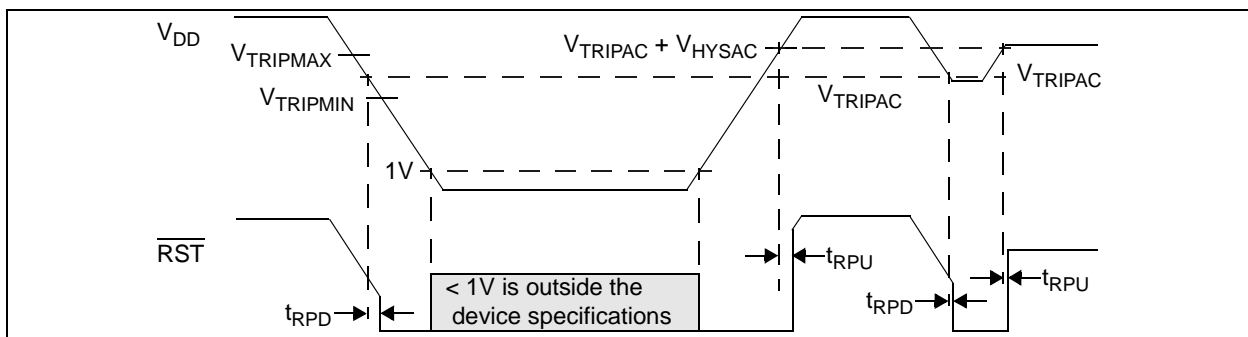 VDD
VTRIPMAX
VTRIPMIN
1V
VTRIPAC + VHYSAC
VTRIPAC
VTRIPAC
RST
tRPD
< 1V is outside the
device specifications
tRPU
tRPD
tRPU